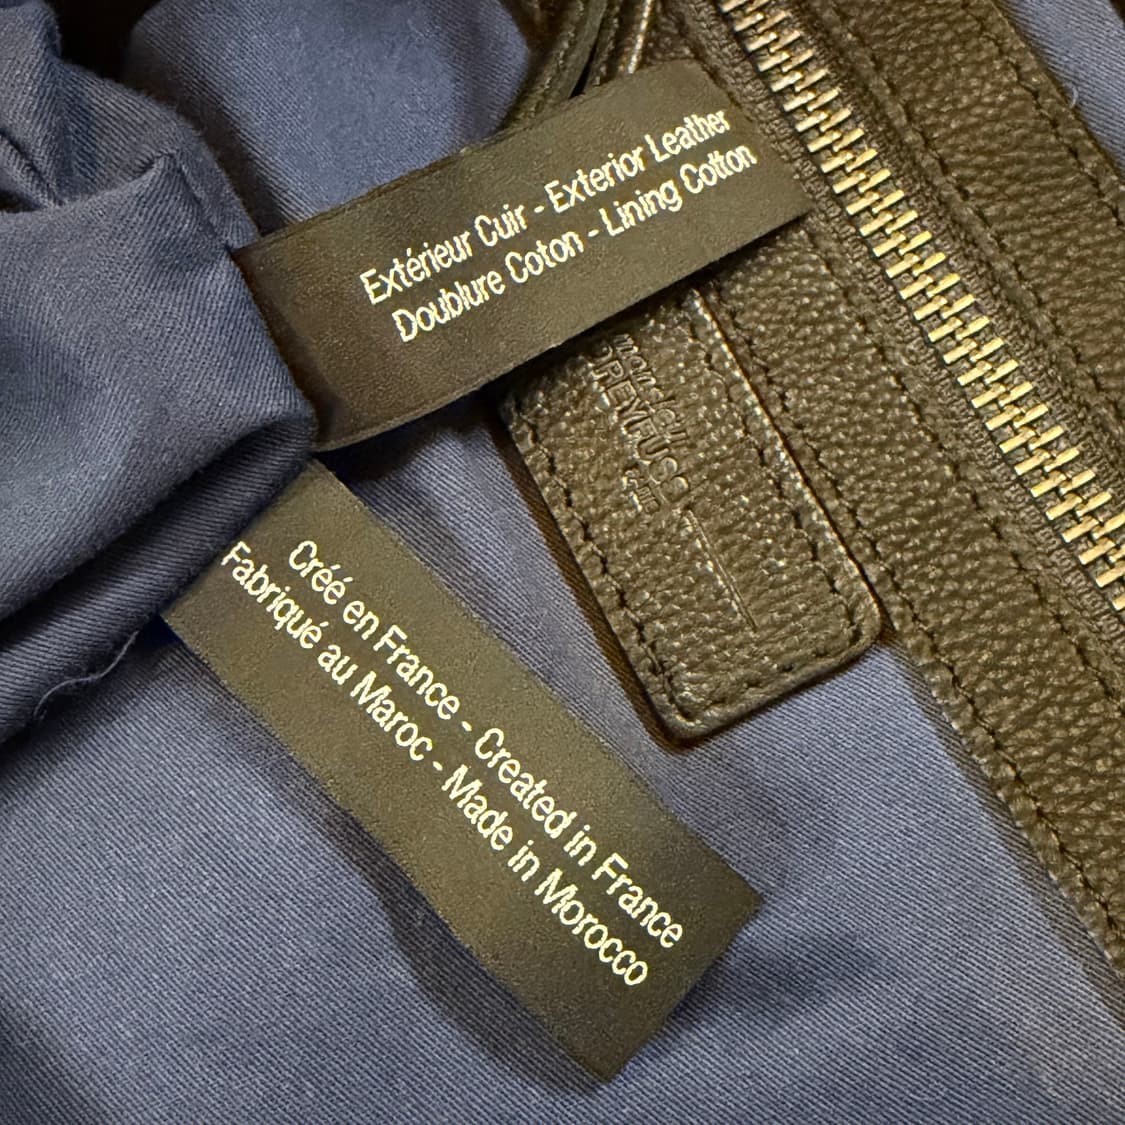 Extérieur Cuir - Exterior Leather
Doublure Coton - Lining Cotton
DREYFUSS
Créé en France - Created in France
Fabriqué au Maroc - Made in Morocco